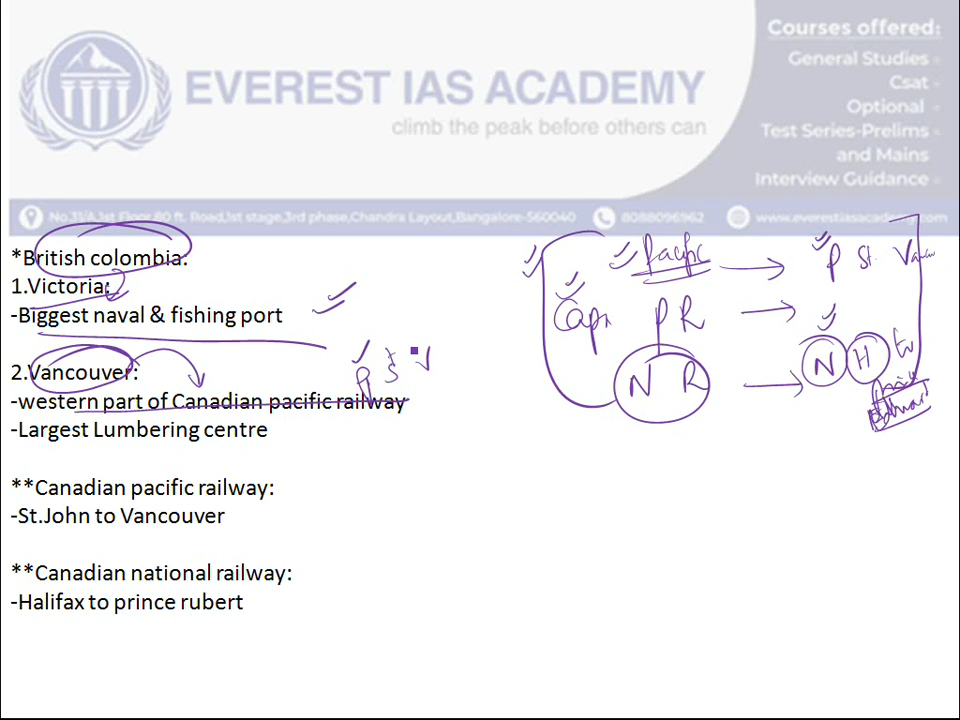 Courses offered:
General Studies
Csat
Optional
Test Series-Prelims
and Mains
Interview Guidance
EVEREST IAS ACADEMY
climb the peak before others can
No.31/A,1st Floor,80 ft. Road,1st stage,3rd phase,Chandra Layout,Bangalore-560040
8088096962
www.everestiasacademy.com
*British colombia:
1.Victoria:
-Biggest naval & fishing port
2.Vancouver:
-western part of Canadian pacific railway
-Largest Lumbering centre
**Canadian pacific railway:
-St.John to Vancouver
**Canadian national railway:
-Halifax to prince rubert
Pacific → P St. 
P R →
N R → N H
P S V